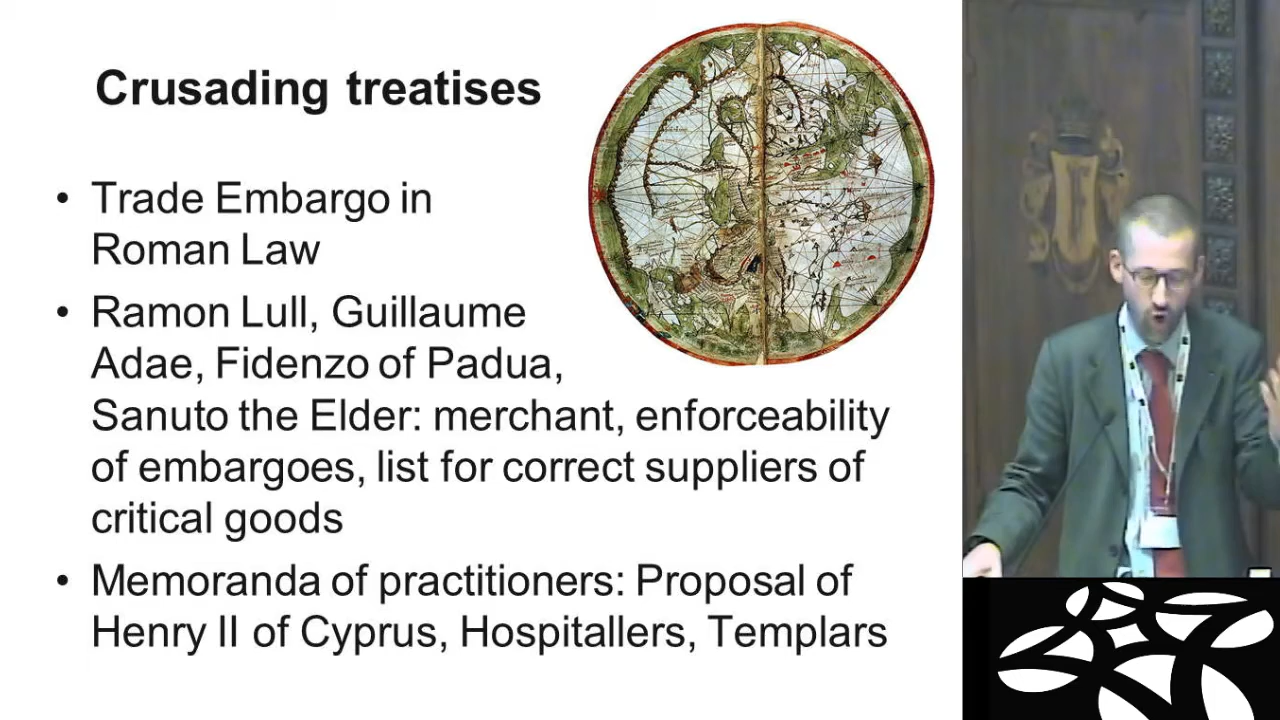 Crusading treatises
• Trade Embargo in
Roman Law
• Ramon Lull, Guillaume
Adae, Fidenzo of Padua,
Sanuto the Elder: merchant, enforceability
of embargoes, list for correct suppliers of
critical goods
• Memoranda of practitioners: Proposal of
Henry II of Cyprus, Hospitallers, Templars